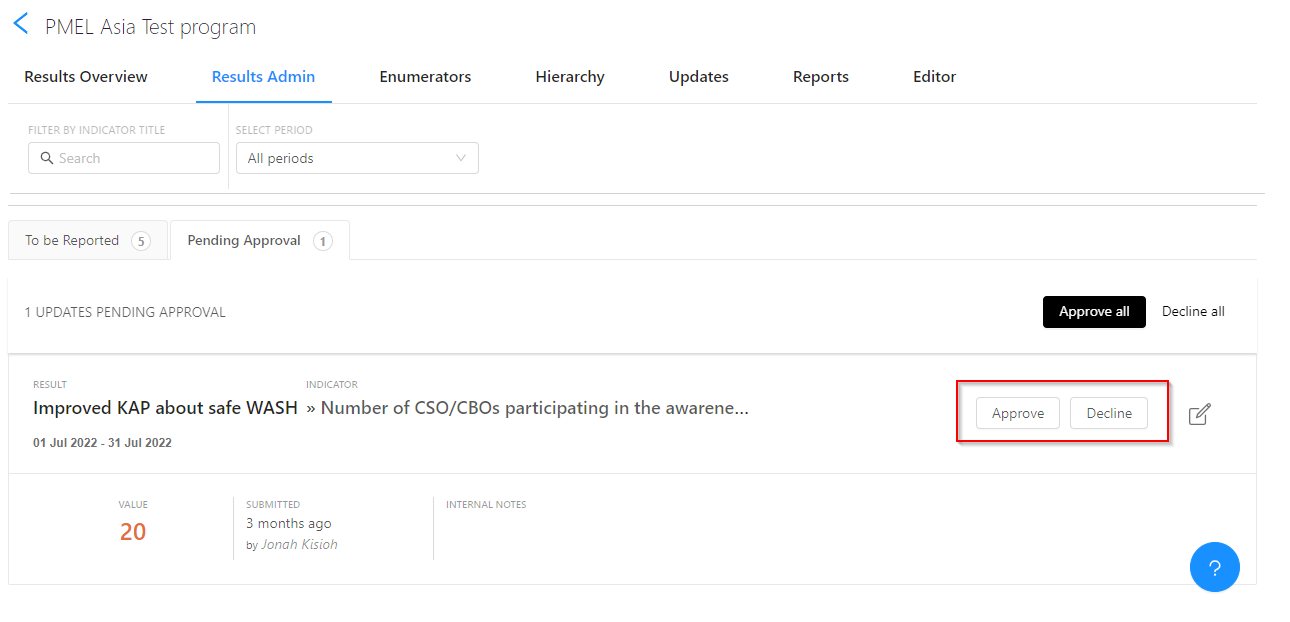 PMEL Asia Test program
Results Overview Results Admin Enumerators Hierarchy Updates Reports Editor
FILTER BY INDICATOR TITLE SELECT PERIOD
Search All periods
To be Reported 5 Pending Approval 1
1 UPDATES PENDING APPROVAL Approve all Decline all
RESULT INDICATOR
Improved KAP about safe WASH » Number of CSO/CBOs participating in the awarene...
Approve Decline
01 Jul 2022 - 31 Jul 2022
VALUE SUBMITTED INTERNAL NOTES
20 3 months ago
by Jonah Kisioh
?